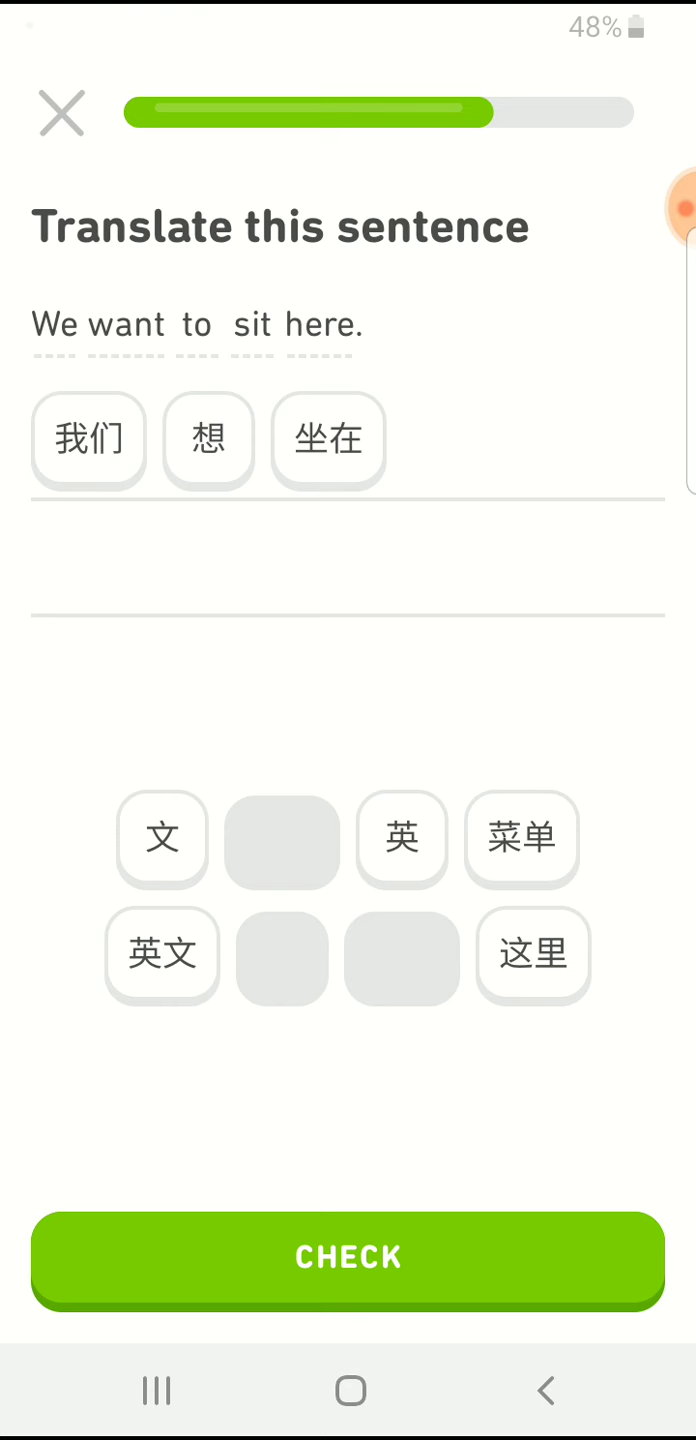 48%
Translate this sentence
We want to sit here.
我们 想 坐在
文 英 菜单
英文 这里
CHECK